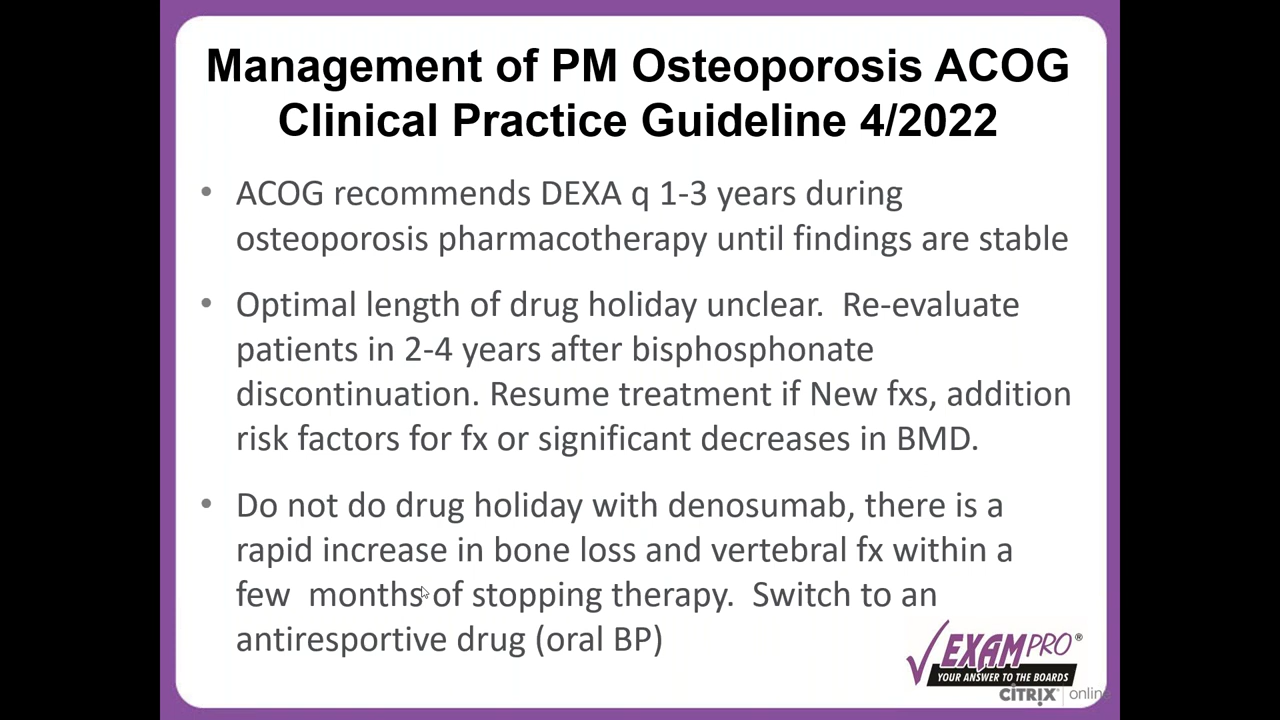 Management of PM Osteoporosis ACOG
Clinical Practice Guideline 4/2022
• ACOG recommends DEXA q 1-3 years during
osteoporosis pharmacotherapy until findings are stable
• Optimal length of drug holiday unclear.  Re-evaluate
patients in 2-4 years after bisphosphonate
discontinuation. Resume treatment if New fxs, addition
risk factors for fx or significant decreases in BMD.
• Do not do drug holiday with denosumab, there is a
rapid increase in bone loss and vertebral fx within a
few  months of stopping therapy.  Switch to an
antiresportive drug (oral BP)
EXAMPRO®
YOUR ANSWER TO THE BOARDS
CITRIX® | online